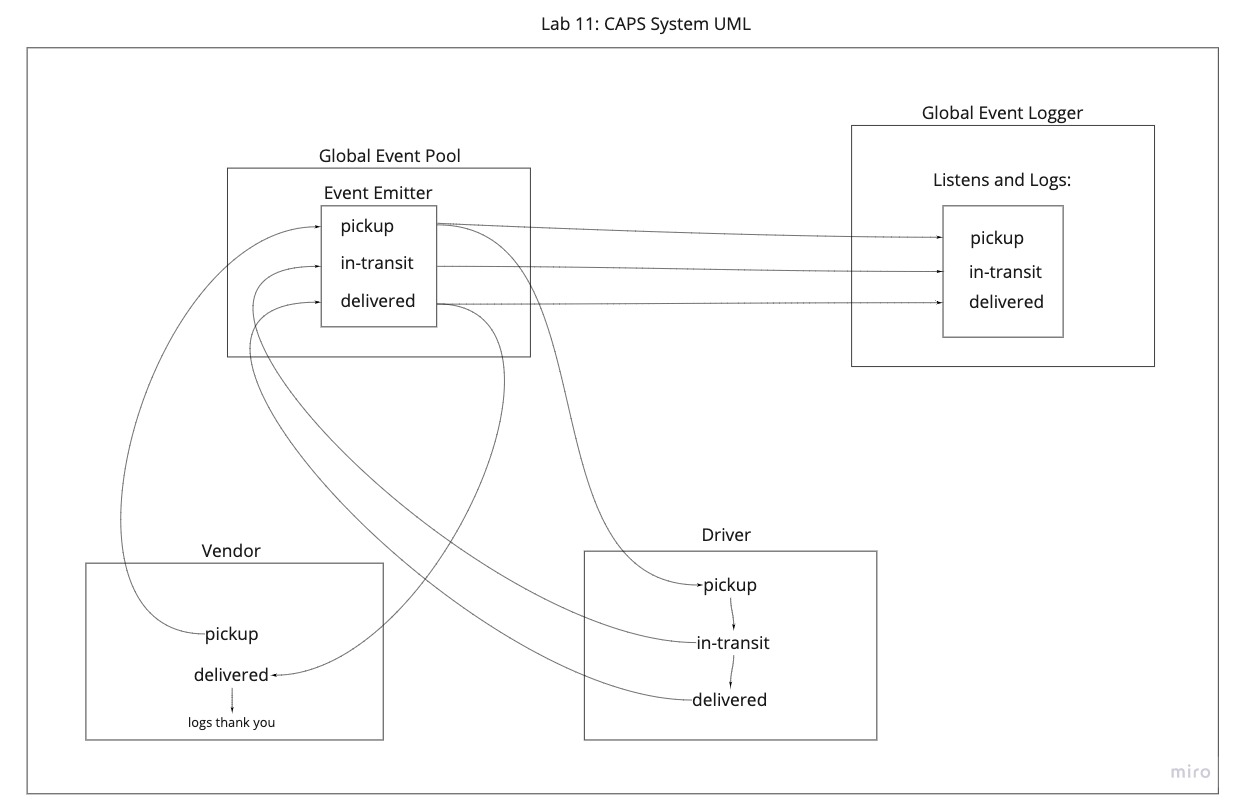 Lab 11: CAPS System UML
Global Event Logger
Listens and Logs:
pickup
in-transit
delivered
Global Event Pool
Event Emitter
pickup
in-transit
delivered
Vendor
pickup
delivered
logs thank you
Driver
pickup
in-transit
delivered
miro